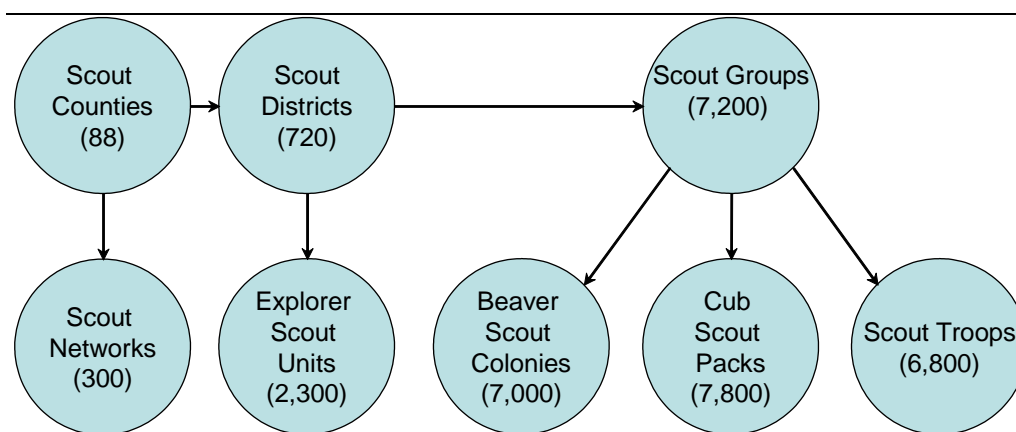 Scout
Counties
(88)
Scout
Districts
(720)
Scout Groups
(7,200)
Scout
Networks
(300)
Explorer
Scout
Units
(2,300)
Beaver
Scout
Colonies
(7,000)
Cub
Scout
Packs
(7,800)
Scout Troops
(6,800)